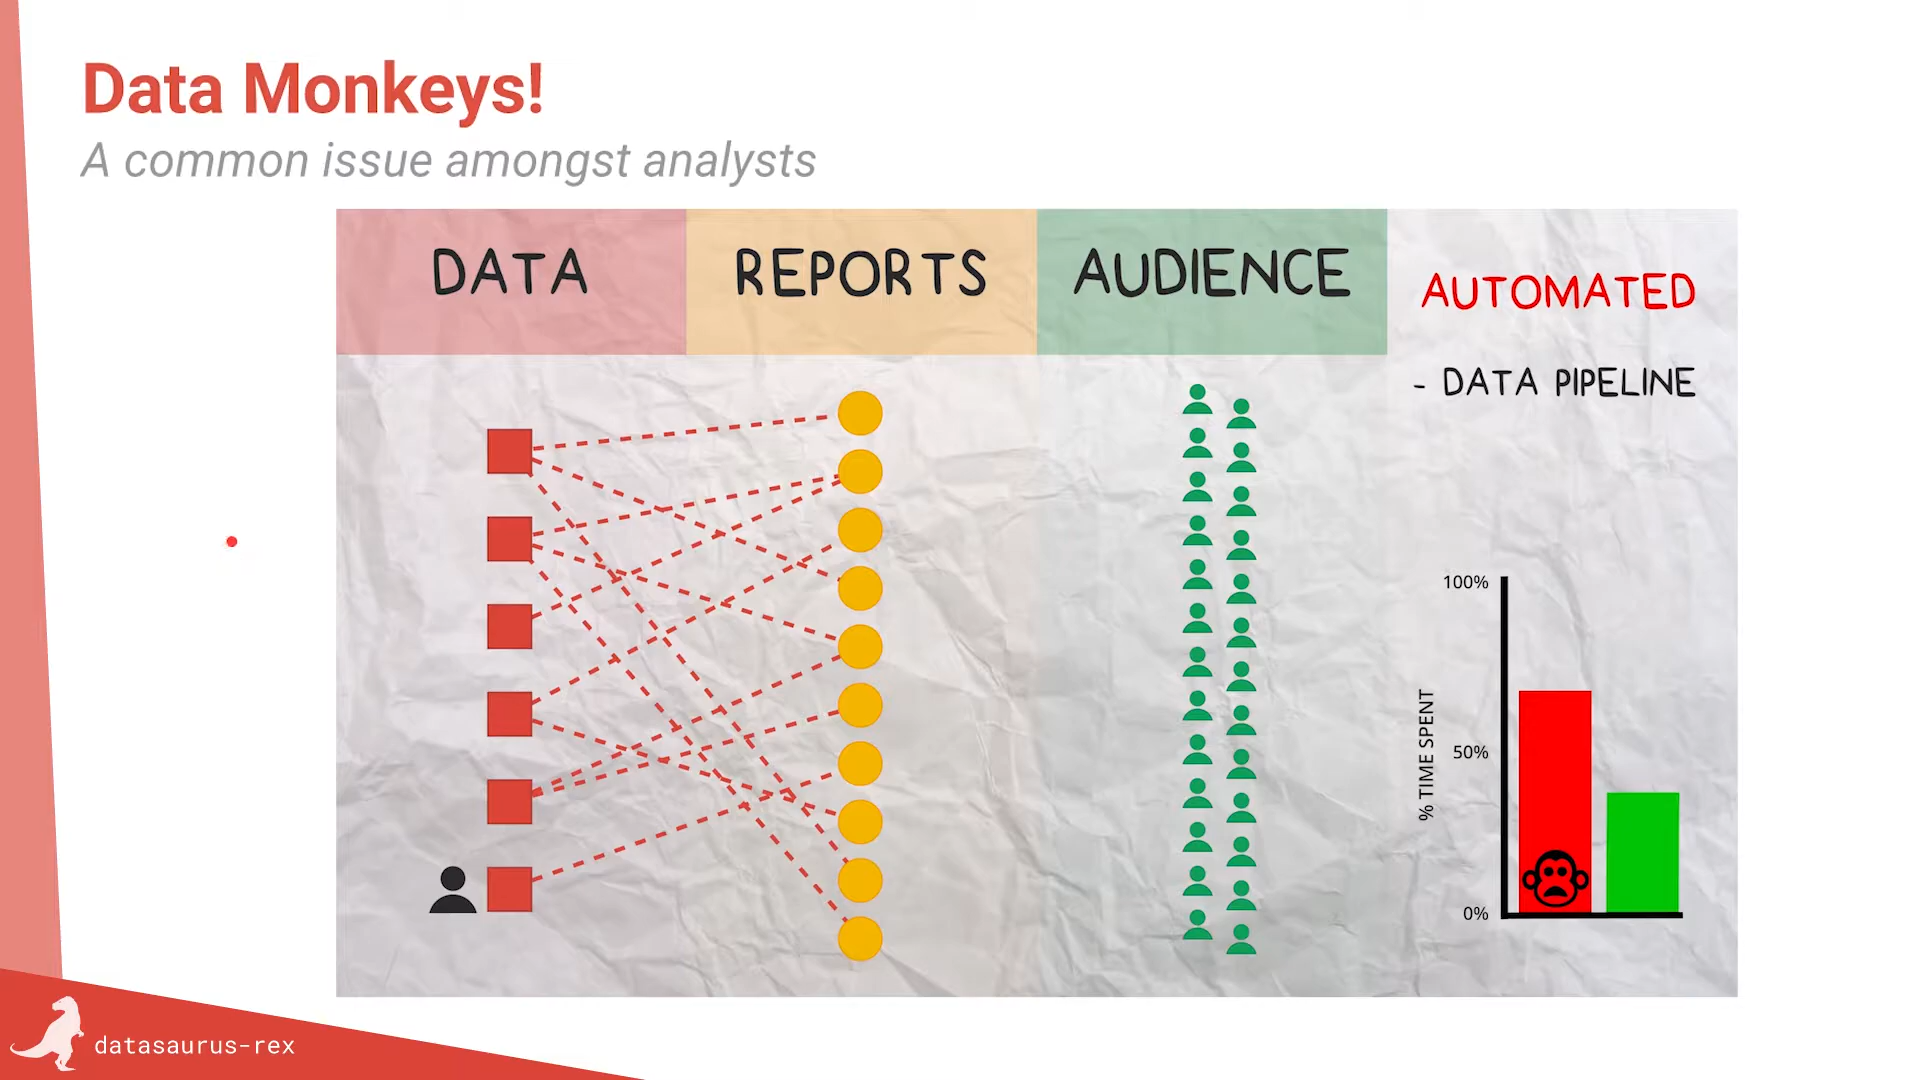 Data Monkeys!
A common issue amongst analysts
DATA
REPORTS
AUDIENCE
AUTOMATED
- DATA PIPELINE
% TIME SPENT
100%
50%
0%
datasaurus-rex